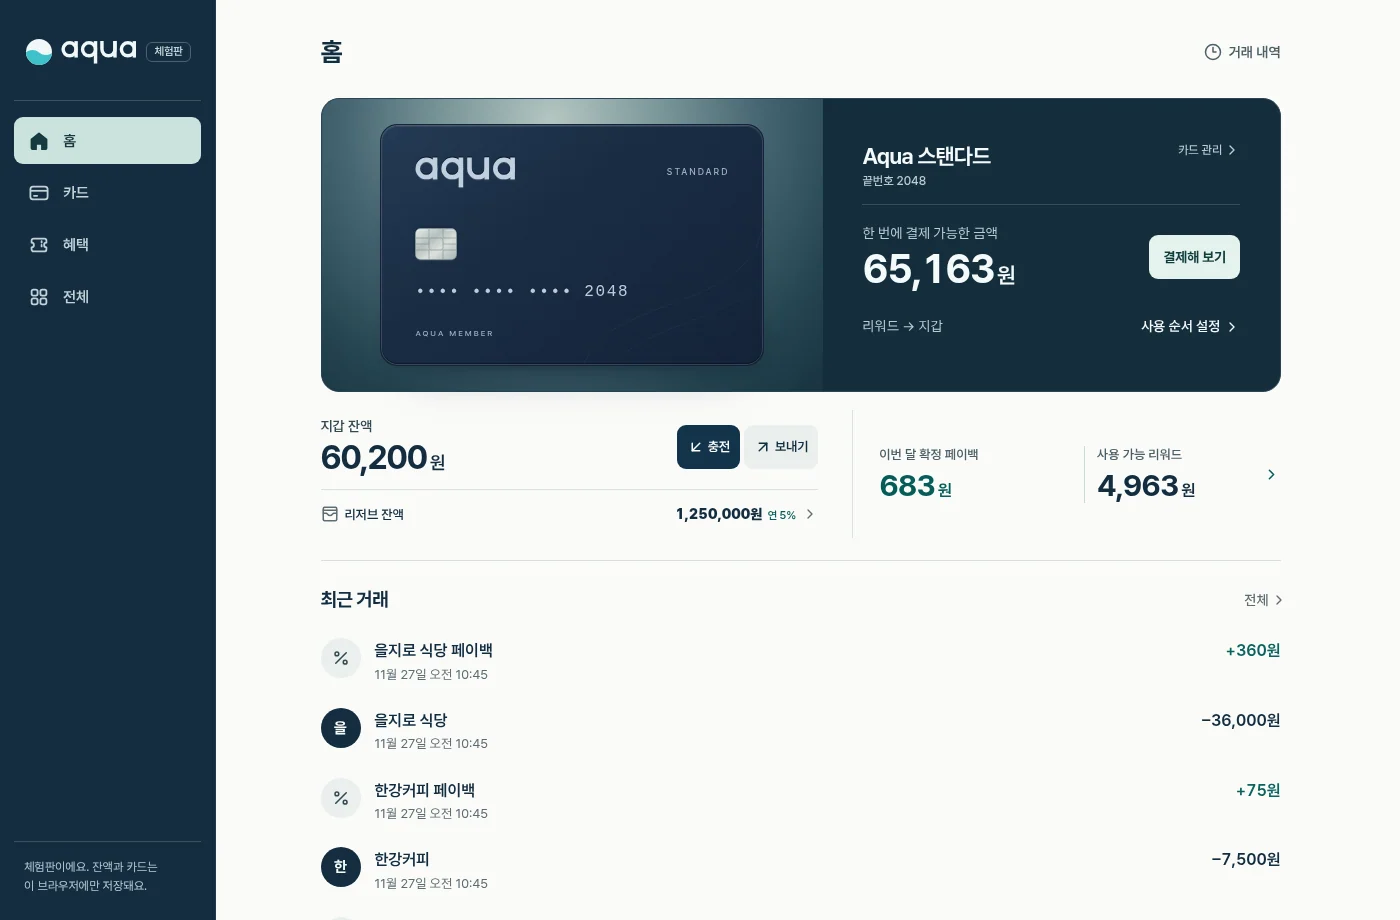 aqua 체험판
홈
카드
혜택
전체
체험판이에요. 잔액과 카드는
이 브라우저에만 저장돼요.
홈
거래 내역
aqua
STANDARD
•••• •••• •••• 2048
AQUA MEMBER
Aqua 스탠다드
카드 관리
끝번호 2048
한 번에 결제 가능한 금액
65,163원
결제해 보기
리워드 → 지갑
사용 순서 설정
지갑 잔액
60,200원
충전
보내기
리저브 잔액
1,250,000원 연 5%
이번 달 확정 페이백
683원
사용 가능 리워드
4,963원
최근 거래
전체
%
을지로 식당 페이백
+360원
11월 27일 오전 10:45
을
을지로 식당
−36,000원
11월 27일 오전 10:45
%
한강커피 페이백
+75원
11월 27일 오전 10:45
한
한강커피
−7,500원
11월 27일 오전 10:45